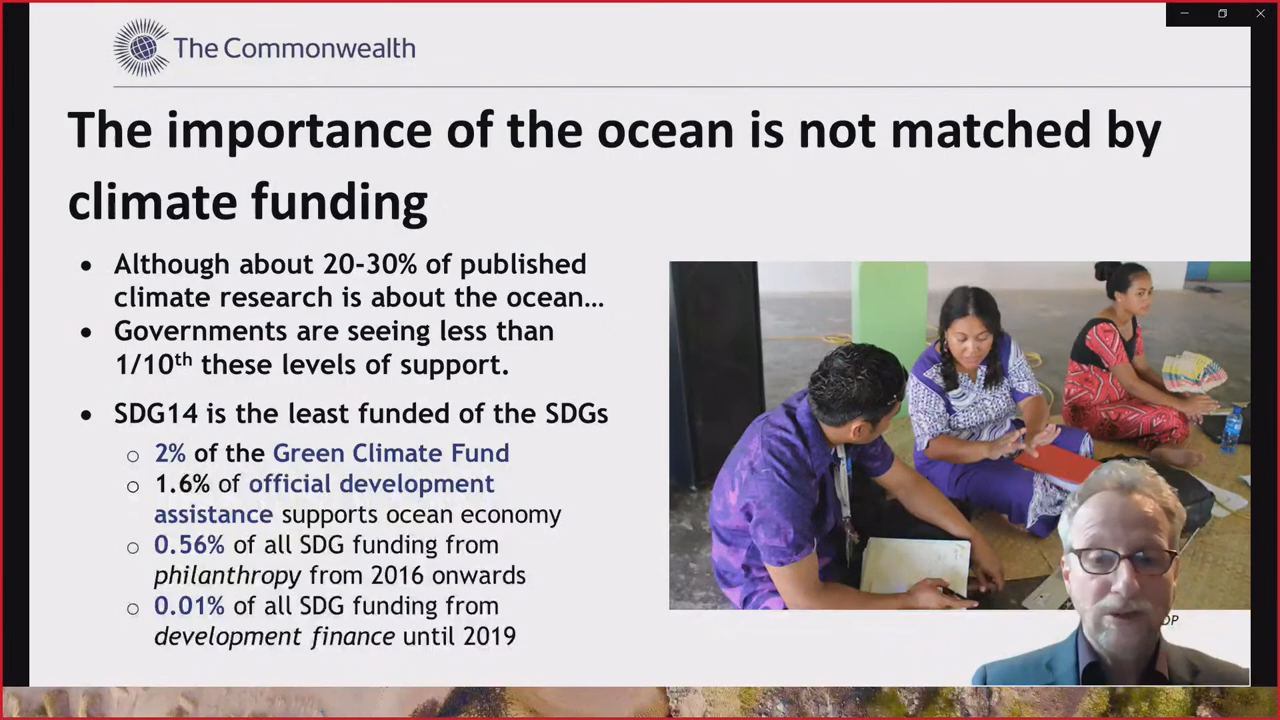 The Commonwealth
The importance of the ocean is not matched by
climate funding
• Although about 20-30% of published
climate research is about the ocean...
• Governments are seeing less than
1/10th these levels of support.
• SDG14 is the least funded of the SDGs
○ 2% of the Green Climate Fund
○ 1.6% of official development
assistance supports ocean economy
○ 0.56% of all SDG funding from
philanthropy from 2016 onwards
○ 0.01% of all SDG funding from
development finance until 2019
DP